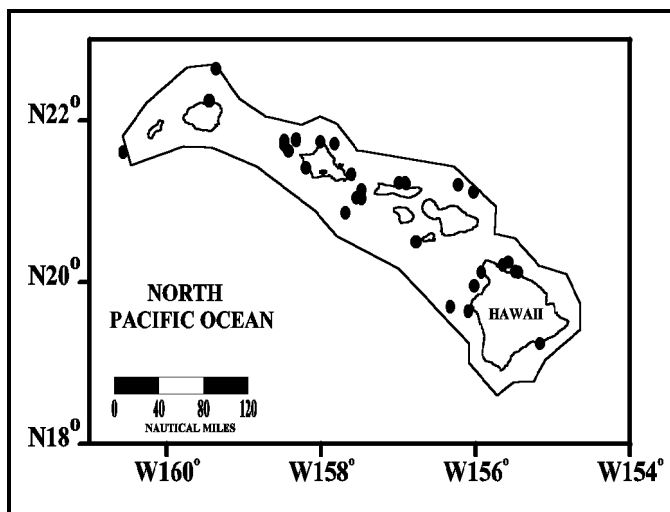 N22°
N20°
NORTH
PACIFIC OCEAN
HAWAII
0 40 80 120
NAUTICAL MILES
N18°
W160° W158° W156° W154°